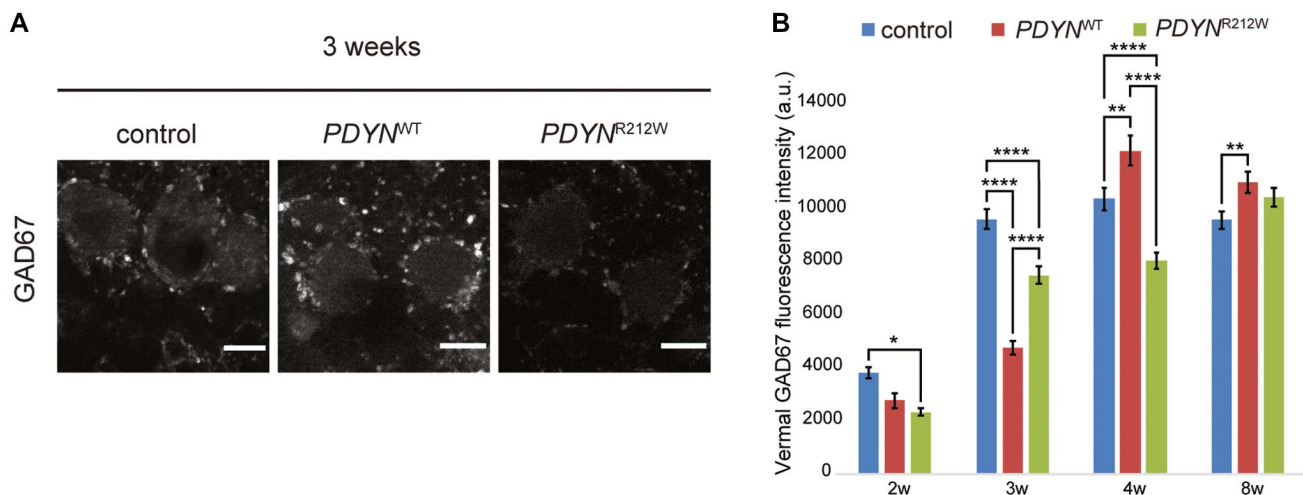 A
3 weeks
control PDYNᵂᵀ PDYNᴿ²¹²ᵂ
GAD67
B
control PDYNᵂᵀ PDYNᴿ²¹²ᵂ
Vermal GAD67 fluorescence intensity (a.u.)
14000
12000
10000
8000
6000
4000
2000
0
*
****
****
****
****
****
**
**
2w 3w 4w 8w